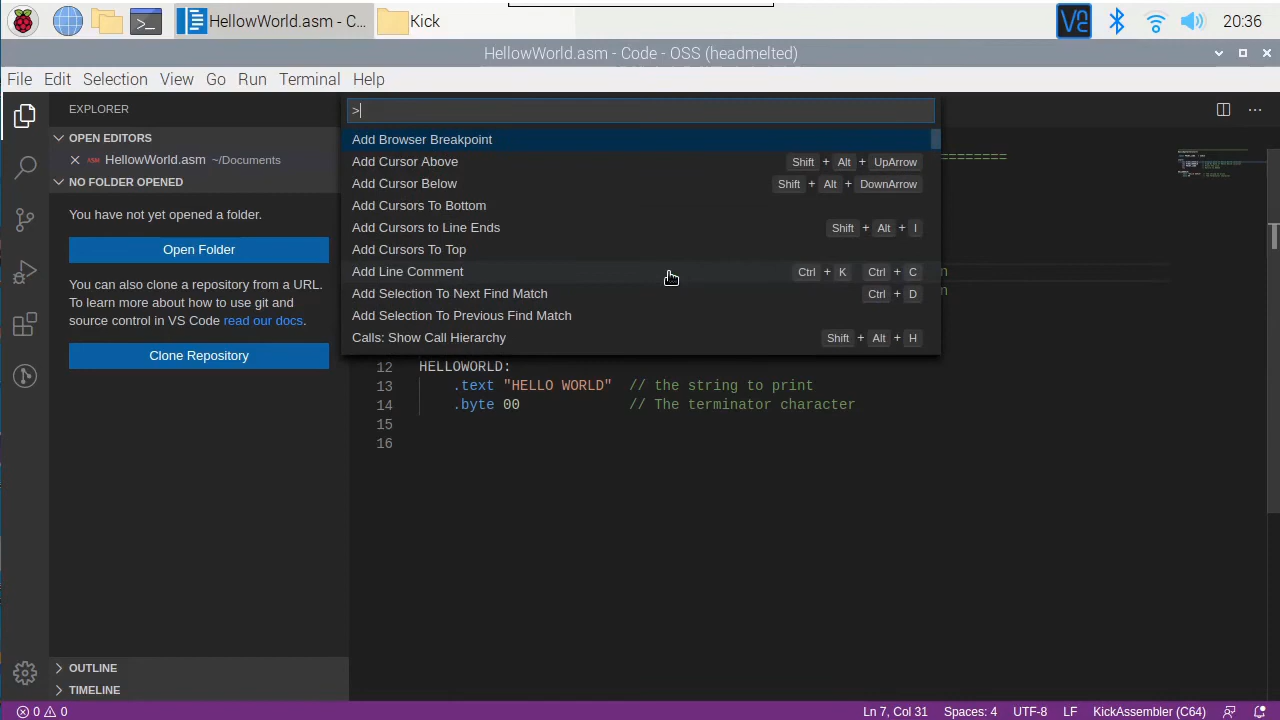 HellowWorld.asm - C...
Kick
20:36
HellowWorld.asm - Code - OSS (headmelted)
File Edit Selection View Go Run Terminal Help
EXPLORER
OPEN EDITORS
HellowWorld.asm ~/Documents
NO FOLDER OPENED
You have not yet opened a folder.
Open Folder
You can also clone a repository from a URL.
To learn more about how to use git and
source control in VS Code read our docs.
Clone Repository
OUTLINE
TIMELINE
>
Add Browser Breakpoint
Add Cursor Above Shift + Alt + UpArrow
Add Cursor Below Shift + Alt + DownArrow
Add Cursors To Bottom
Add Cursors to Line Ends Shift + Alt + I
Add Cursors To Top
Add Line Comment Ctrl + K Ctrl + C
Add Selection To Next Find Match Ctrl + D
Add Selection To Previous Find Match
Calls: Show Call Hierarchy Shift + Alt + H
========
n
n
12 HELLOWORLD:
13 .text "HELLO WORLD" // the string to print
14 .byte 00 // The terminator character
15
16
0 0 Ln 7, Col 31 Spaces: 4 UTF-8 LF KickAssembler (C64)